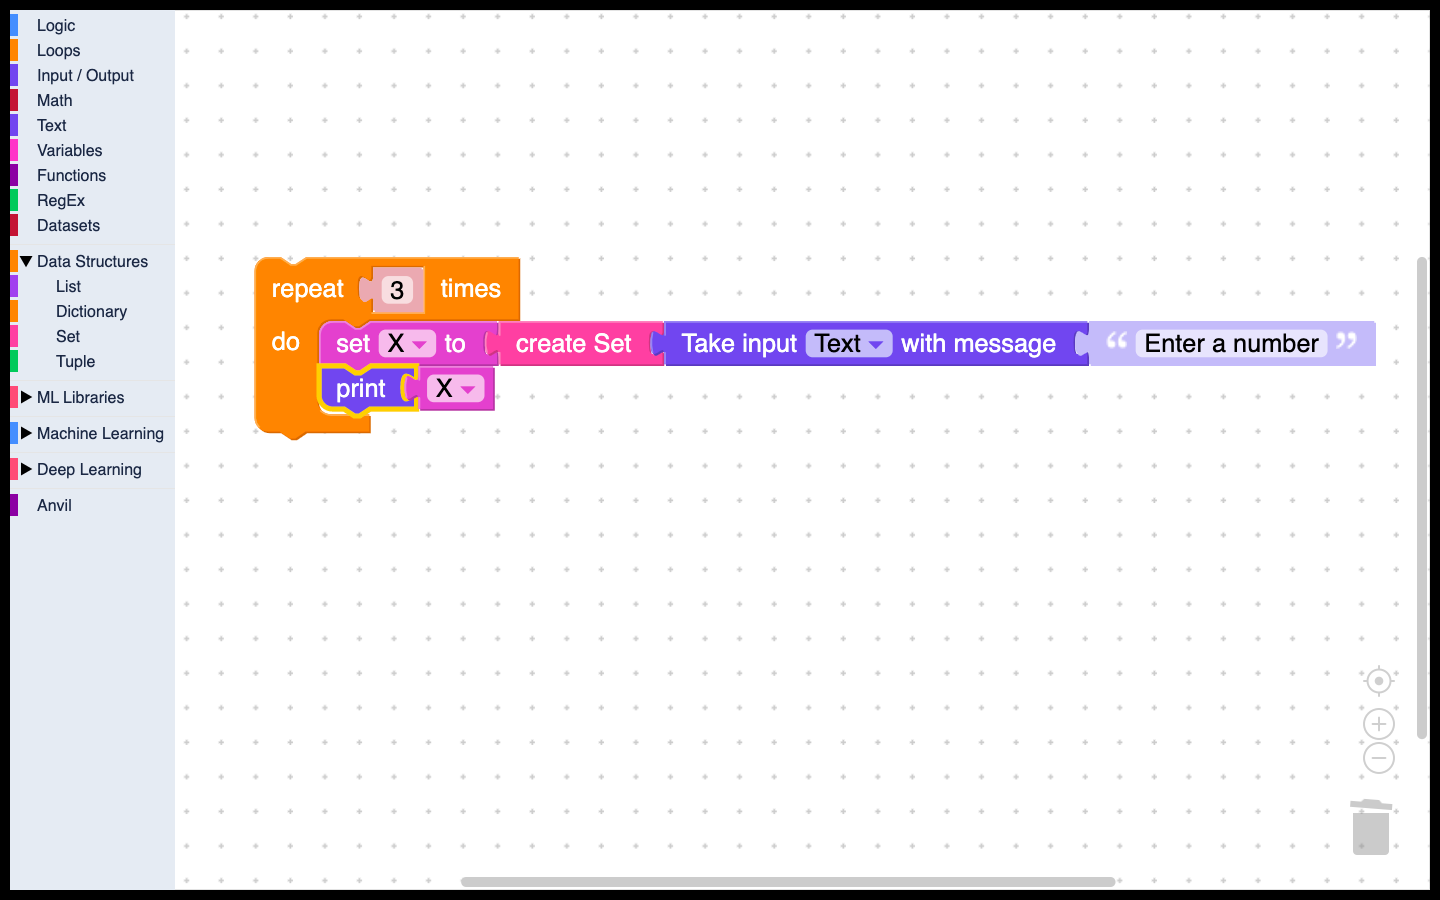 Logic
Loops
Input / Output
Math
Text
Variables
Functions
RegEx
Datasets
Data Structures
List
Dictionary
Set
Tuple
ML Libraries
Machine Learning
Deep Learning
Anvil
repeat 3 times
do set X to create Set Take input Text with message “ Enter a number ”
print X